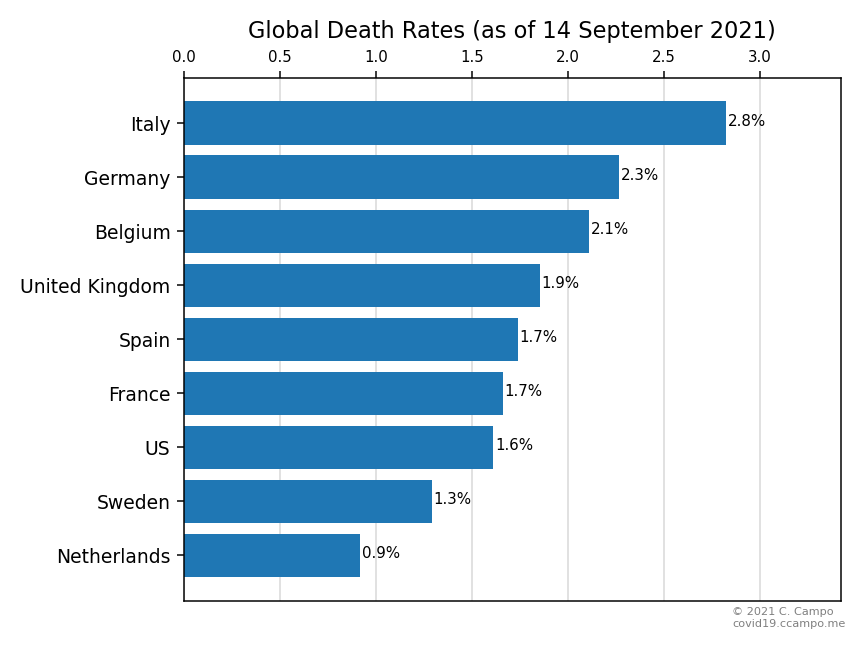 Global Death Rates (as of 14 September 2021)
0.0 0.5 1.0 1.5 2.0 2.5 3.0
Italy 2.8%
Germany 2.3%
Belgium 2.1%
United Kingdom 1.9%
Spain 1.7%
France 1.7%
US 1.6%
Sweden 1.3%
Netherlands 0.9%
© 2021 C. Campo
covid19.ccampo.me